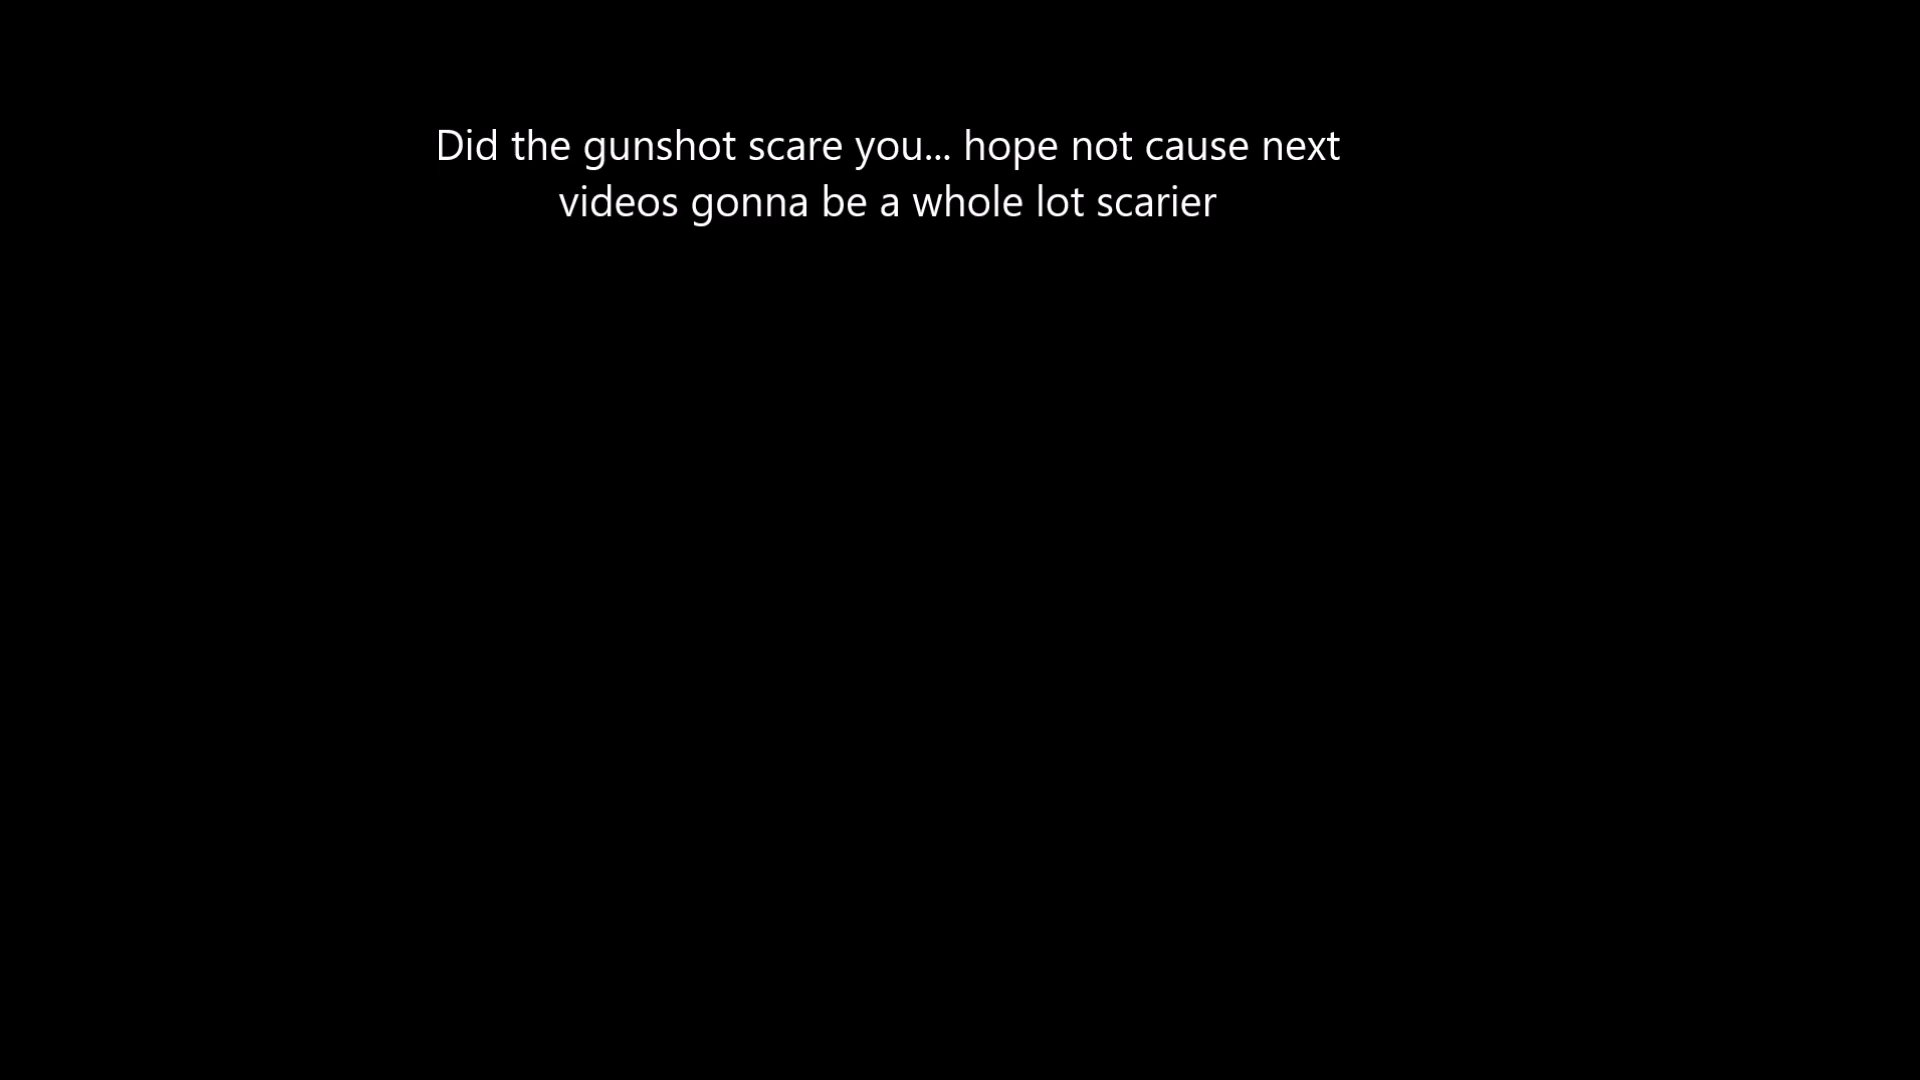 Did the gunshot scare you... hope not cause next
videos gonna be a whole lot scarier